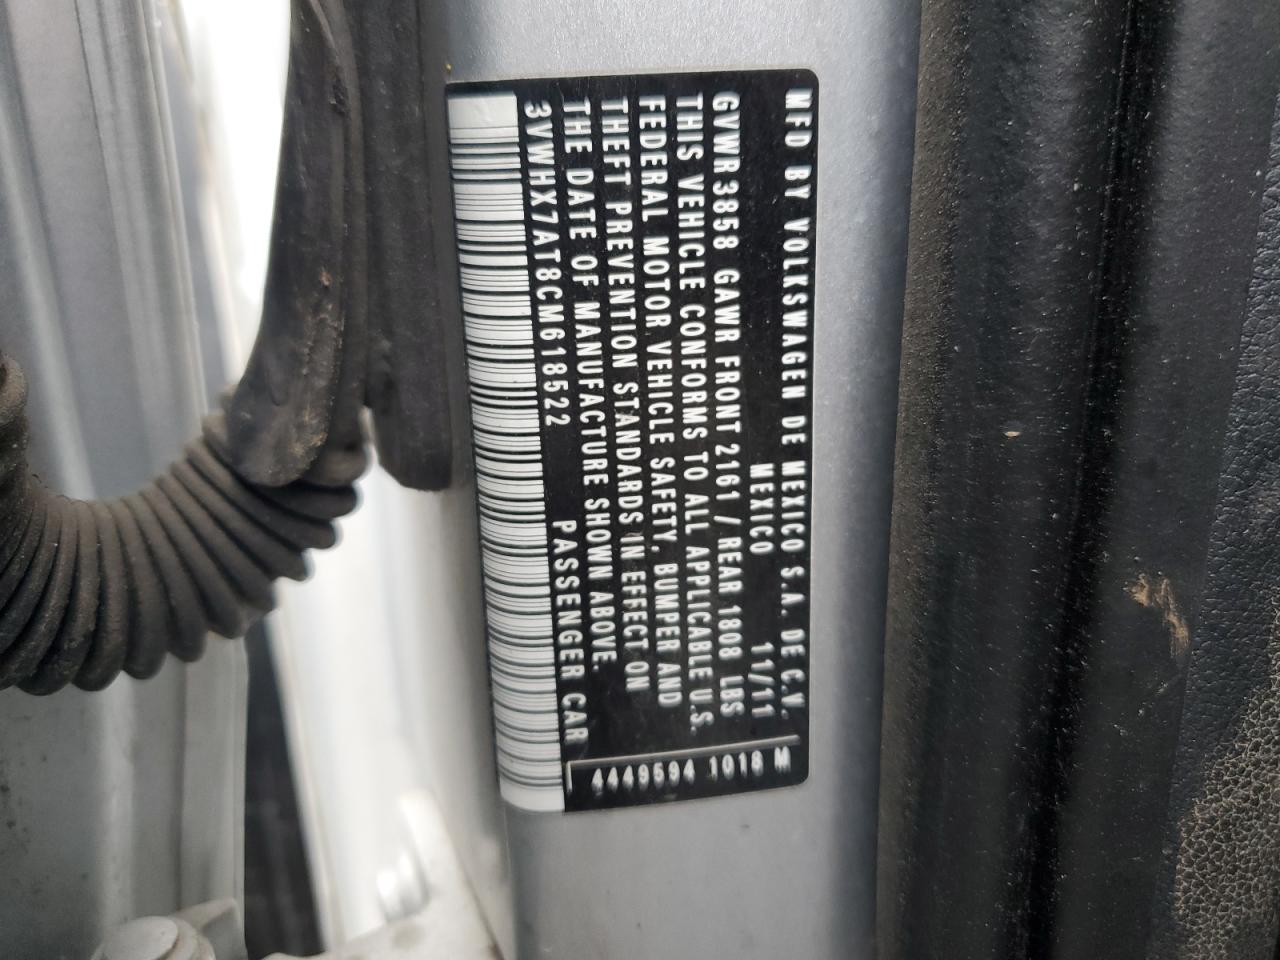 MFD BY VOLKSWAGEN DE MEXICO S.A. DE C.V.
MEXICO 11/11
GVWR 3858 GAWR FRONT 2161 / REAR 1808 LBS
THIS VEHICLE CONFORMS TO ALL APPLICABLE U.S.
FEDERAL MOTOR VEHICLE SAFETY, BUMPER AND
THEFT PREVENTION STANDARDS IN EFFECT ON
THE DATE OF MANUFACTURE SHOWN ABOVE.
3VWHX7AT8CM618522 PASSENGER CAR
4449594 1018 M